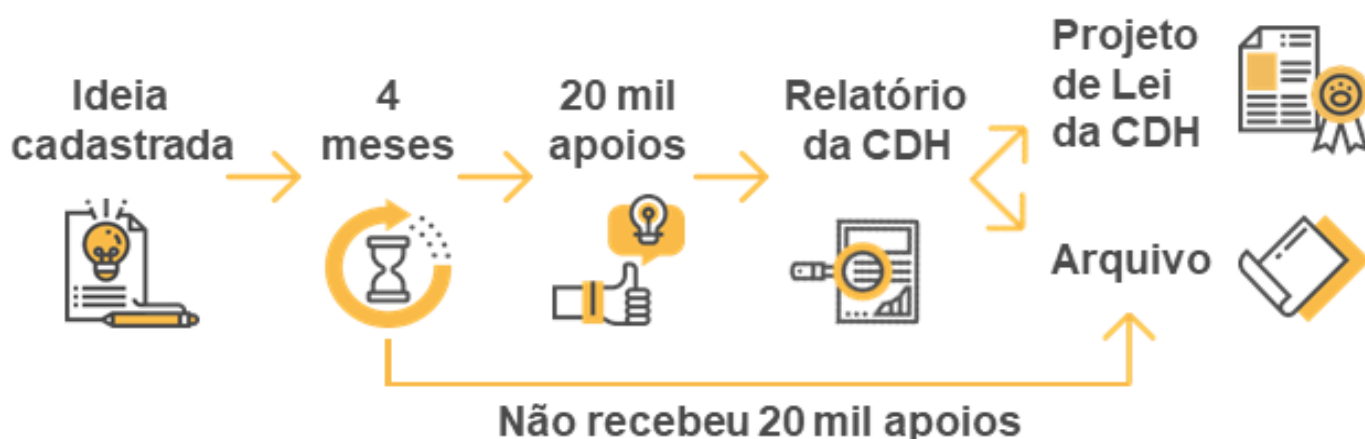 Ideia
cadastrada
4
meses
20 mil
apoios
Relatório
da CDH
Projeto
de Lei
da CDH
Arquivo
Não recebeu 20 mil apoios